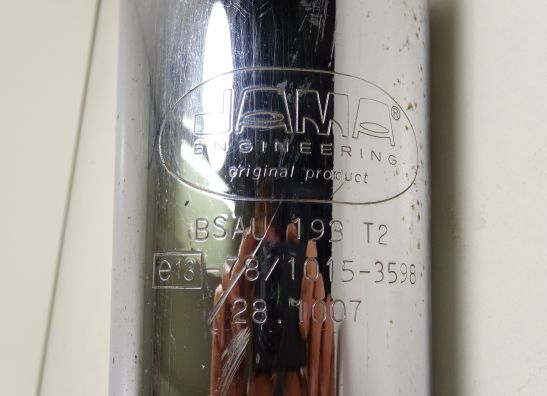 JAMA®
ENGINEERING
original product
BSAU 193 T2
e13-78/1015-3598
28.1007